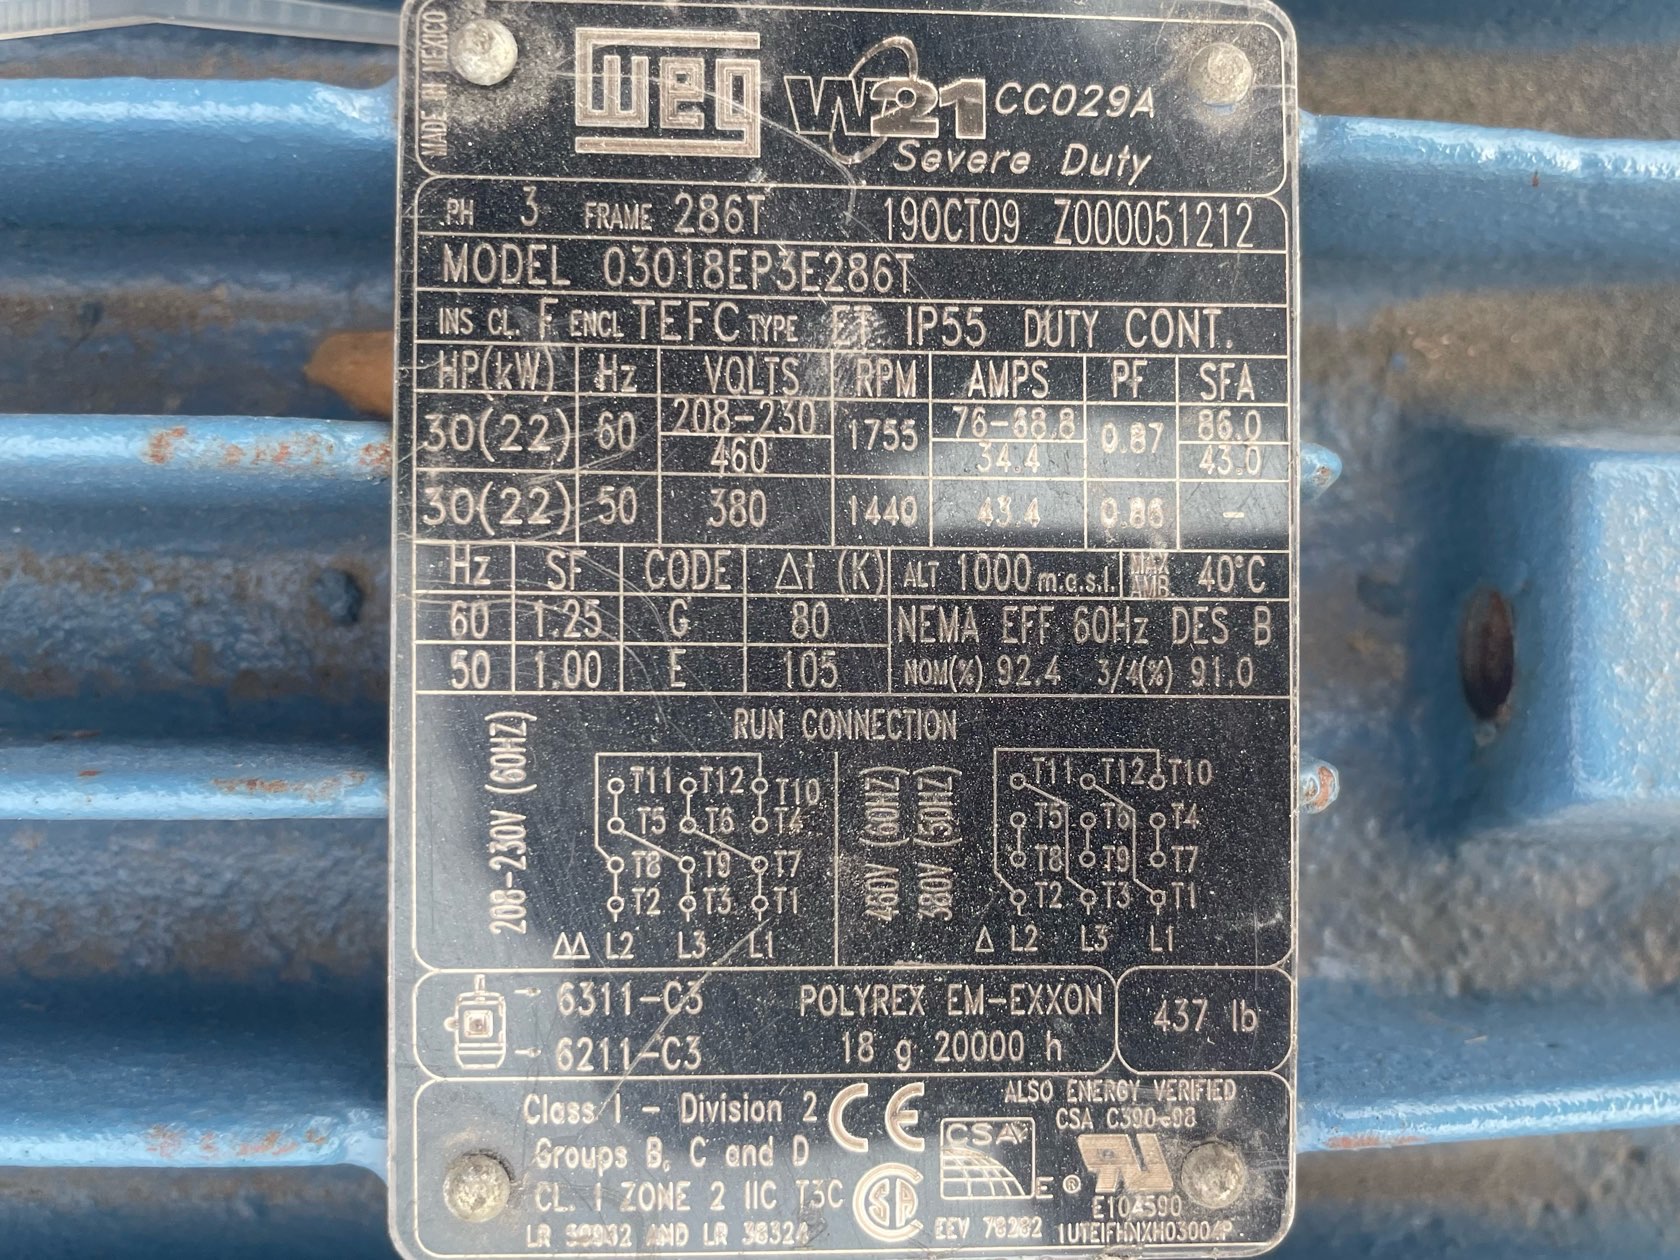 MADE IN MEXICO
weg W21 CC029A
Severe Duty
PH 3 FRAME 286T 19OCT09 Z000051212
MODEL 03018EP3E286T
INS CL. F ENCL TEFC TYPE ET IP55 DUTY CONT.
HP(kW) Hz VOLTS RPM AMPS PF SFA
30(22) 60 208-230 1755 76-68.8 0.87 86.0
460 34.4 43.0
30(22) 50 380 1440 43.4 0.86 -
Hz SF CODE Δt (K) ALT 1000 m.a.s.l. MAX AMB. 40°C
60 1.25 G 80 NEMA EFF 60Hz DES B
50 1.00 E 105 NOM(%) 92.4 3/4(%) 91.0
RUN CONNECTION
208-230V (60HZ)
T11 T12 T10
T5 T6 T4
T8 T9 T7
T2 T3 T1
ΔΔ L2 L3 L1
460V (60HZ)
380V (50HZ)
T11 T12 T10
T5 T6 T4
T8 T9 T7
T2 T3 T1
Δ L2 L3 L1
6311-C3 POLYREX EM-EXXON
6211-C3 18 g 20000 h
437 lb
Class I - Division 2
Groups B, C and D
CL. I ZONE 2 IIC T3C
LR AND LR 38324
CE
CSA
CSA E
EEV 78282
ALSO ENERGY VERIFIED
CSA C390-98
®
E104590